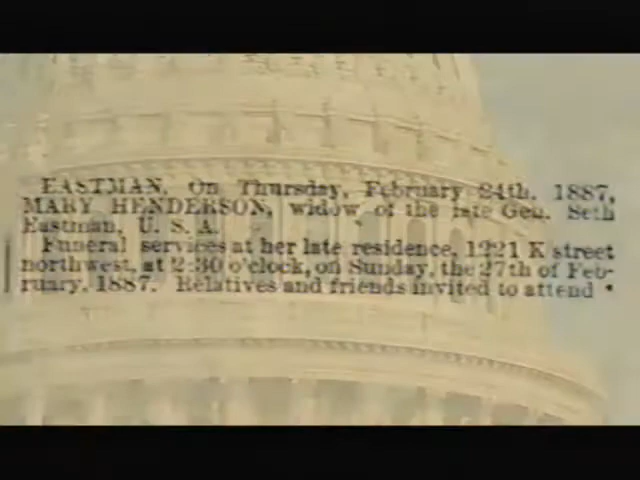 EASTMAN. On Thursday, February 24th, 1887,
MARY HENDERSON, widow of the late Gen. Seth
Eastman, U. S. A.
Funeral services at her late residence, 1221 K street
northwest, at 2:30 o'clock, on Sunday, the 27th of Feb-
ruary, 1887. Relatives and friends invited to attend *